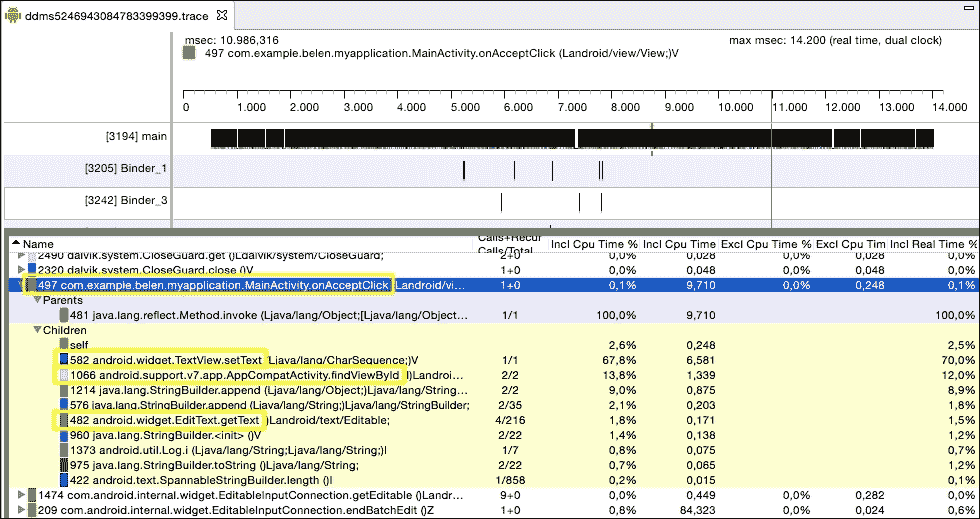 ddms5246943084783399399.trace
msec: 10.986,316 max msec: 14.200 (real time, dual clock)
497 com.example.belen.myapplication.MainActivity.onAcceptClick (Landroid/view/View;)V
0 1.000 2.000 3.000 4.000 5.000 6.000 7.000 8.000 9.000 10.000 11.000 12.000 13.000 14.000
[3194] main
[3205] Binder_1
[3242] Binder_3
Name Calls+Recur Calls/Total Incl Cpu Time % Incl Cpu Time Excl Cpu Time % Excl Cpu Time Incl Real Time %
2490 dalvik.system.CloseGuard.get ()Ldalvik/system/CloseGuard; 2+0 0,0% 0,028 0,0% 0,028 0,0%
2320 dalvik.system.CloseGuard.close ()V 1+0 0,0% 0,048 0,0% 0,048 0,0%
497 com.example.belen.myapplication.MainActivity.onAcceptClick (Landroid/vi... 1+0 0,1% 9,710 0,0% 0,248 0,1%
Parents
481 java.lang.reflect.Method.invoke (Ljava/lang/Object;[Ljava/lang/Object... 1/1 100,0% 9,710 100,0%
Children
self 2,6% 0,248 2,5%
582 android.widget.TextView.setText (Ljava/lang/CharSequence;)V 1/1 67,8% 6,581 70,0%
1066 android.support.v7.app.AppCompatActivity.findViewById (I)Landroi... 2/2 13,8% 1,339 12,0%
1214 java.lang.StringBuilder.append (Ljava/lang/Object;)Ljava/lang/Strin... 2/2 9,0% 0,875 8,9%
576 java.lang.StringBuilder.append (Ljava/lang/String;)Ljava/lang/StringBuilder; 2/35 2,1% 0,203 1,8%
482 android.widget.EditText.getText ()Landroid/text/Editable; 4/216 1,8% 0,171 1,5%
960 java.lang.StringBuilder.<init> ()V 2/22 1,4% 0,138 1,2%
1373 android.util.Log.i (Ljava/lang/String;Ljava/lang/String;)I 1/7 0,8% 0,075 0,8%
975 java.lang.StringBuilder.toString ()Ljava/lang/String; 2/22 0,7% 0,065 1,2%
422 android.text.SpannableStringBuilder.length ()I 1/858 0,2% 0,015 0,1%
1474 com.android.internal.widget.EditableInputConnection.getEditable ()Landr... 9+0 0,0% 0,449 0,0% 0,282 0,1%
209 com.android.internal.widget.EditableInputConnection.endBatchEdit ()Z 1+0 0,8% 84,323 0,0% 0,024 0,6%